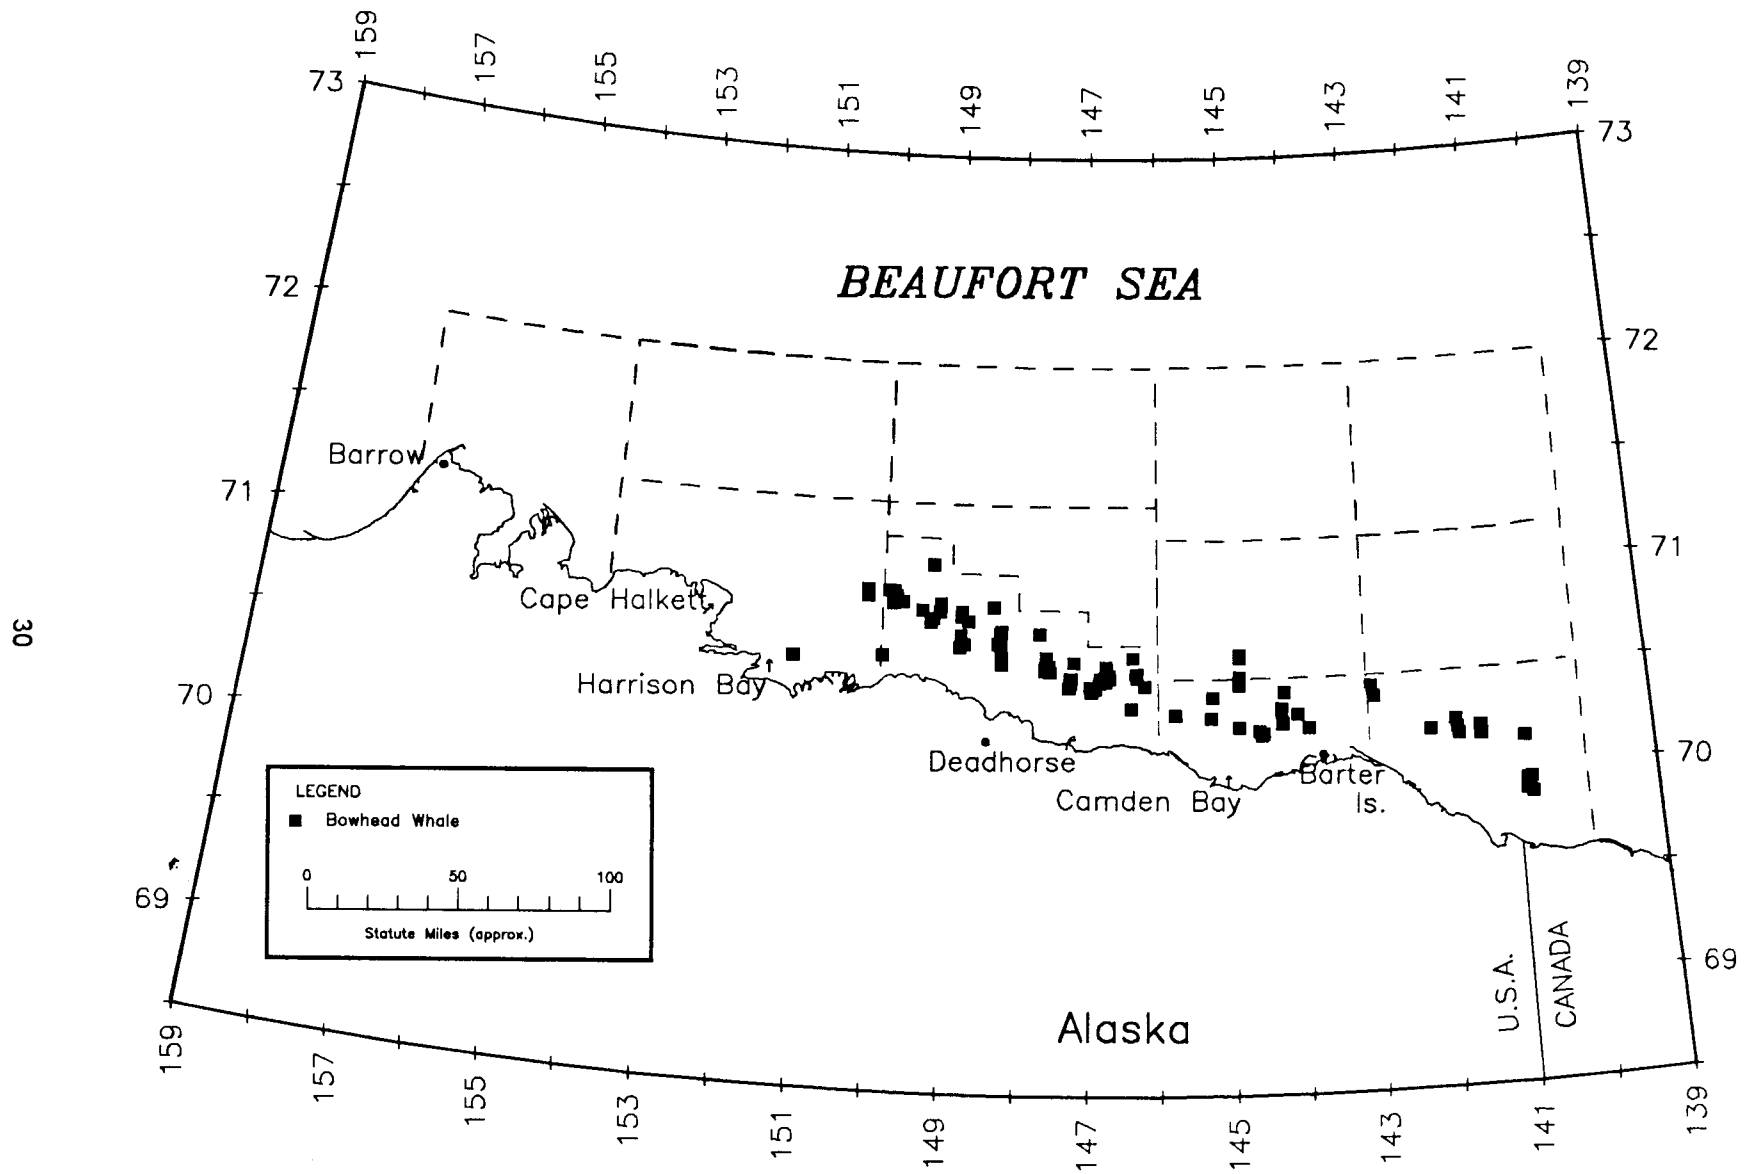 159
157
155
153
151
149
147
145
143
141
139
73
73
BEAUFORT SEA
72
72
Barrow
71
71
Cape Halkett
30
Harrison Bay
70
70
Deadhorse
Camden Bay
Barter
Is.
LEGEND
Bowhead Whale
0 50 100
Statute Miles (approx.)
69
69
U.S.A.
CANADA
Alaska
159
157
155
153
151
149
147
145
143
141
139